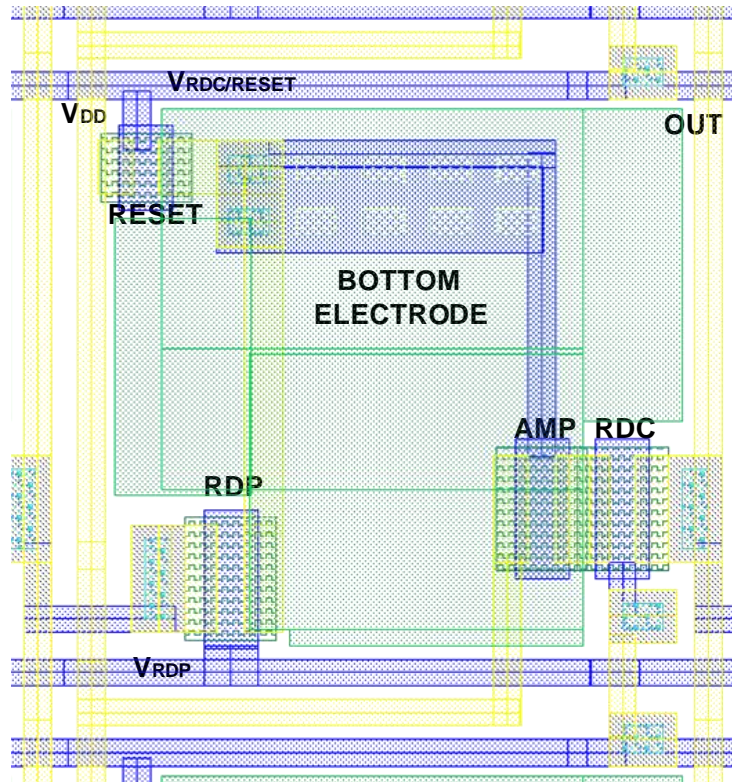 VRDC/RESET
VDD
OUT
RESET
BOTTOM
ELECTRODE
AMP RDC
RDP
VRDP